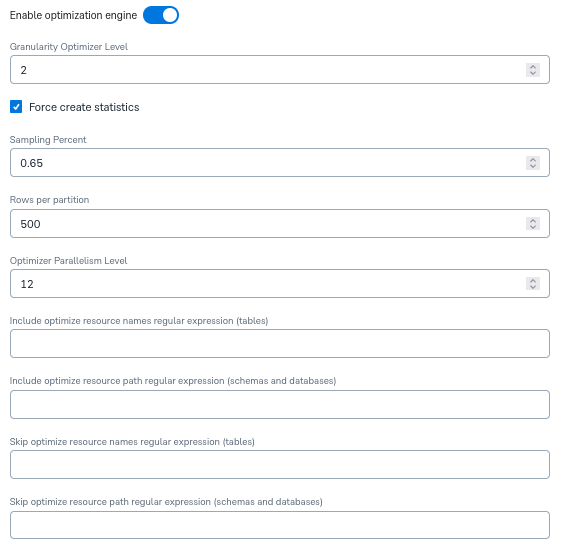 Enable optimization engine
Granularity Optimizer Level
2
Force create statistics
Sampling Percent
0.65
Rows per partition
500
Optimizer Parallelism Level
12
Include optimize resource names regular expression (tables)
Include optimize resource path regular expression (schemas and databases)
Skip optimize resource names regular expression (tables)
Skip optimize resource path regular expression (schemas and databases)